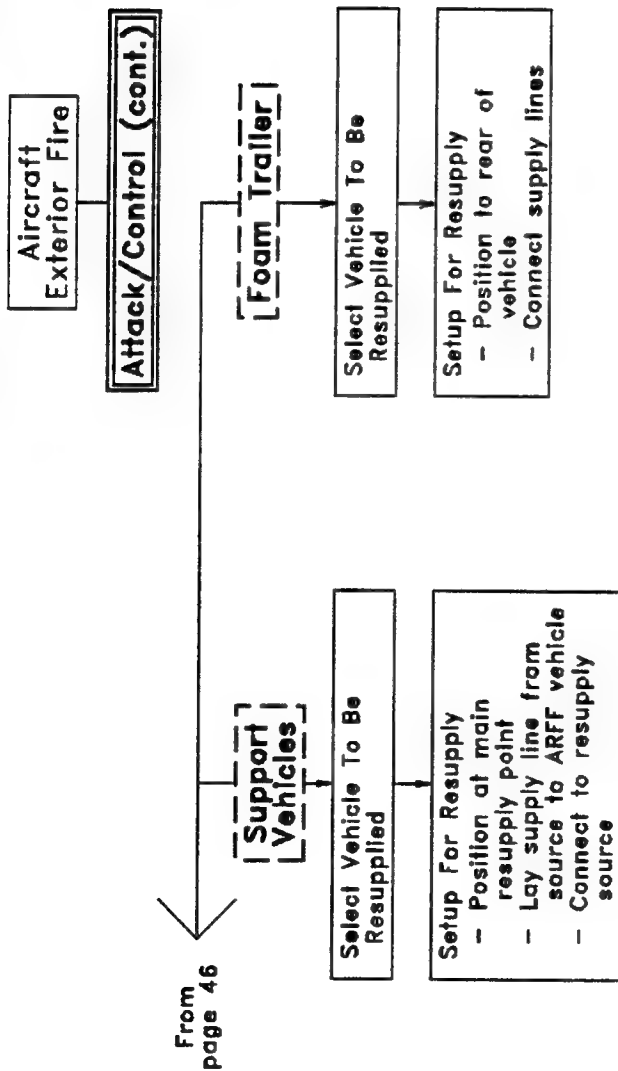 Aircraft
Exterior Fire
Attack/Control (cont.)
From
page 46
Support
Vehicles
Select Vehicle To Be
Resupplied
Setup For Resupply
- Position at main
resupply point
- Lay supply line from
source to ARFF vehicle
- Connect to resupply
source
Foam Trailer
Select Vehicle To Be
Resupplied
Setup For Resupply
- Position to rear of
vehicle
- Connect supply lines